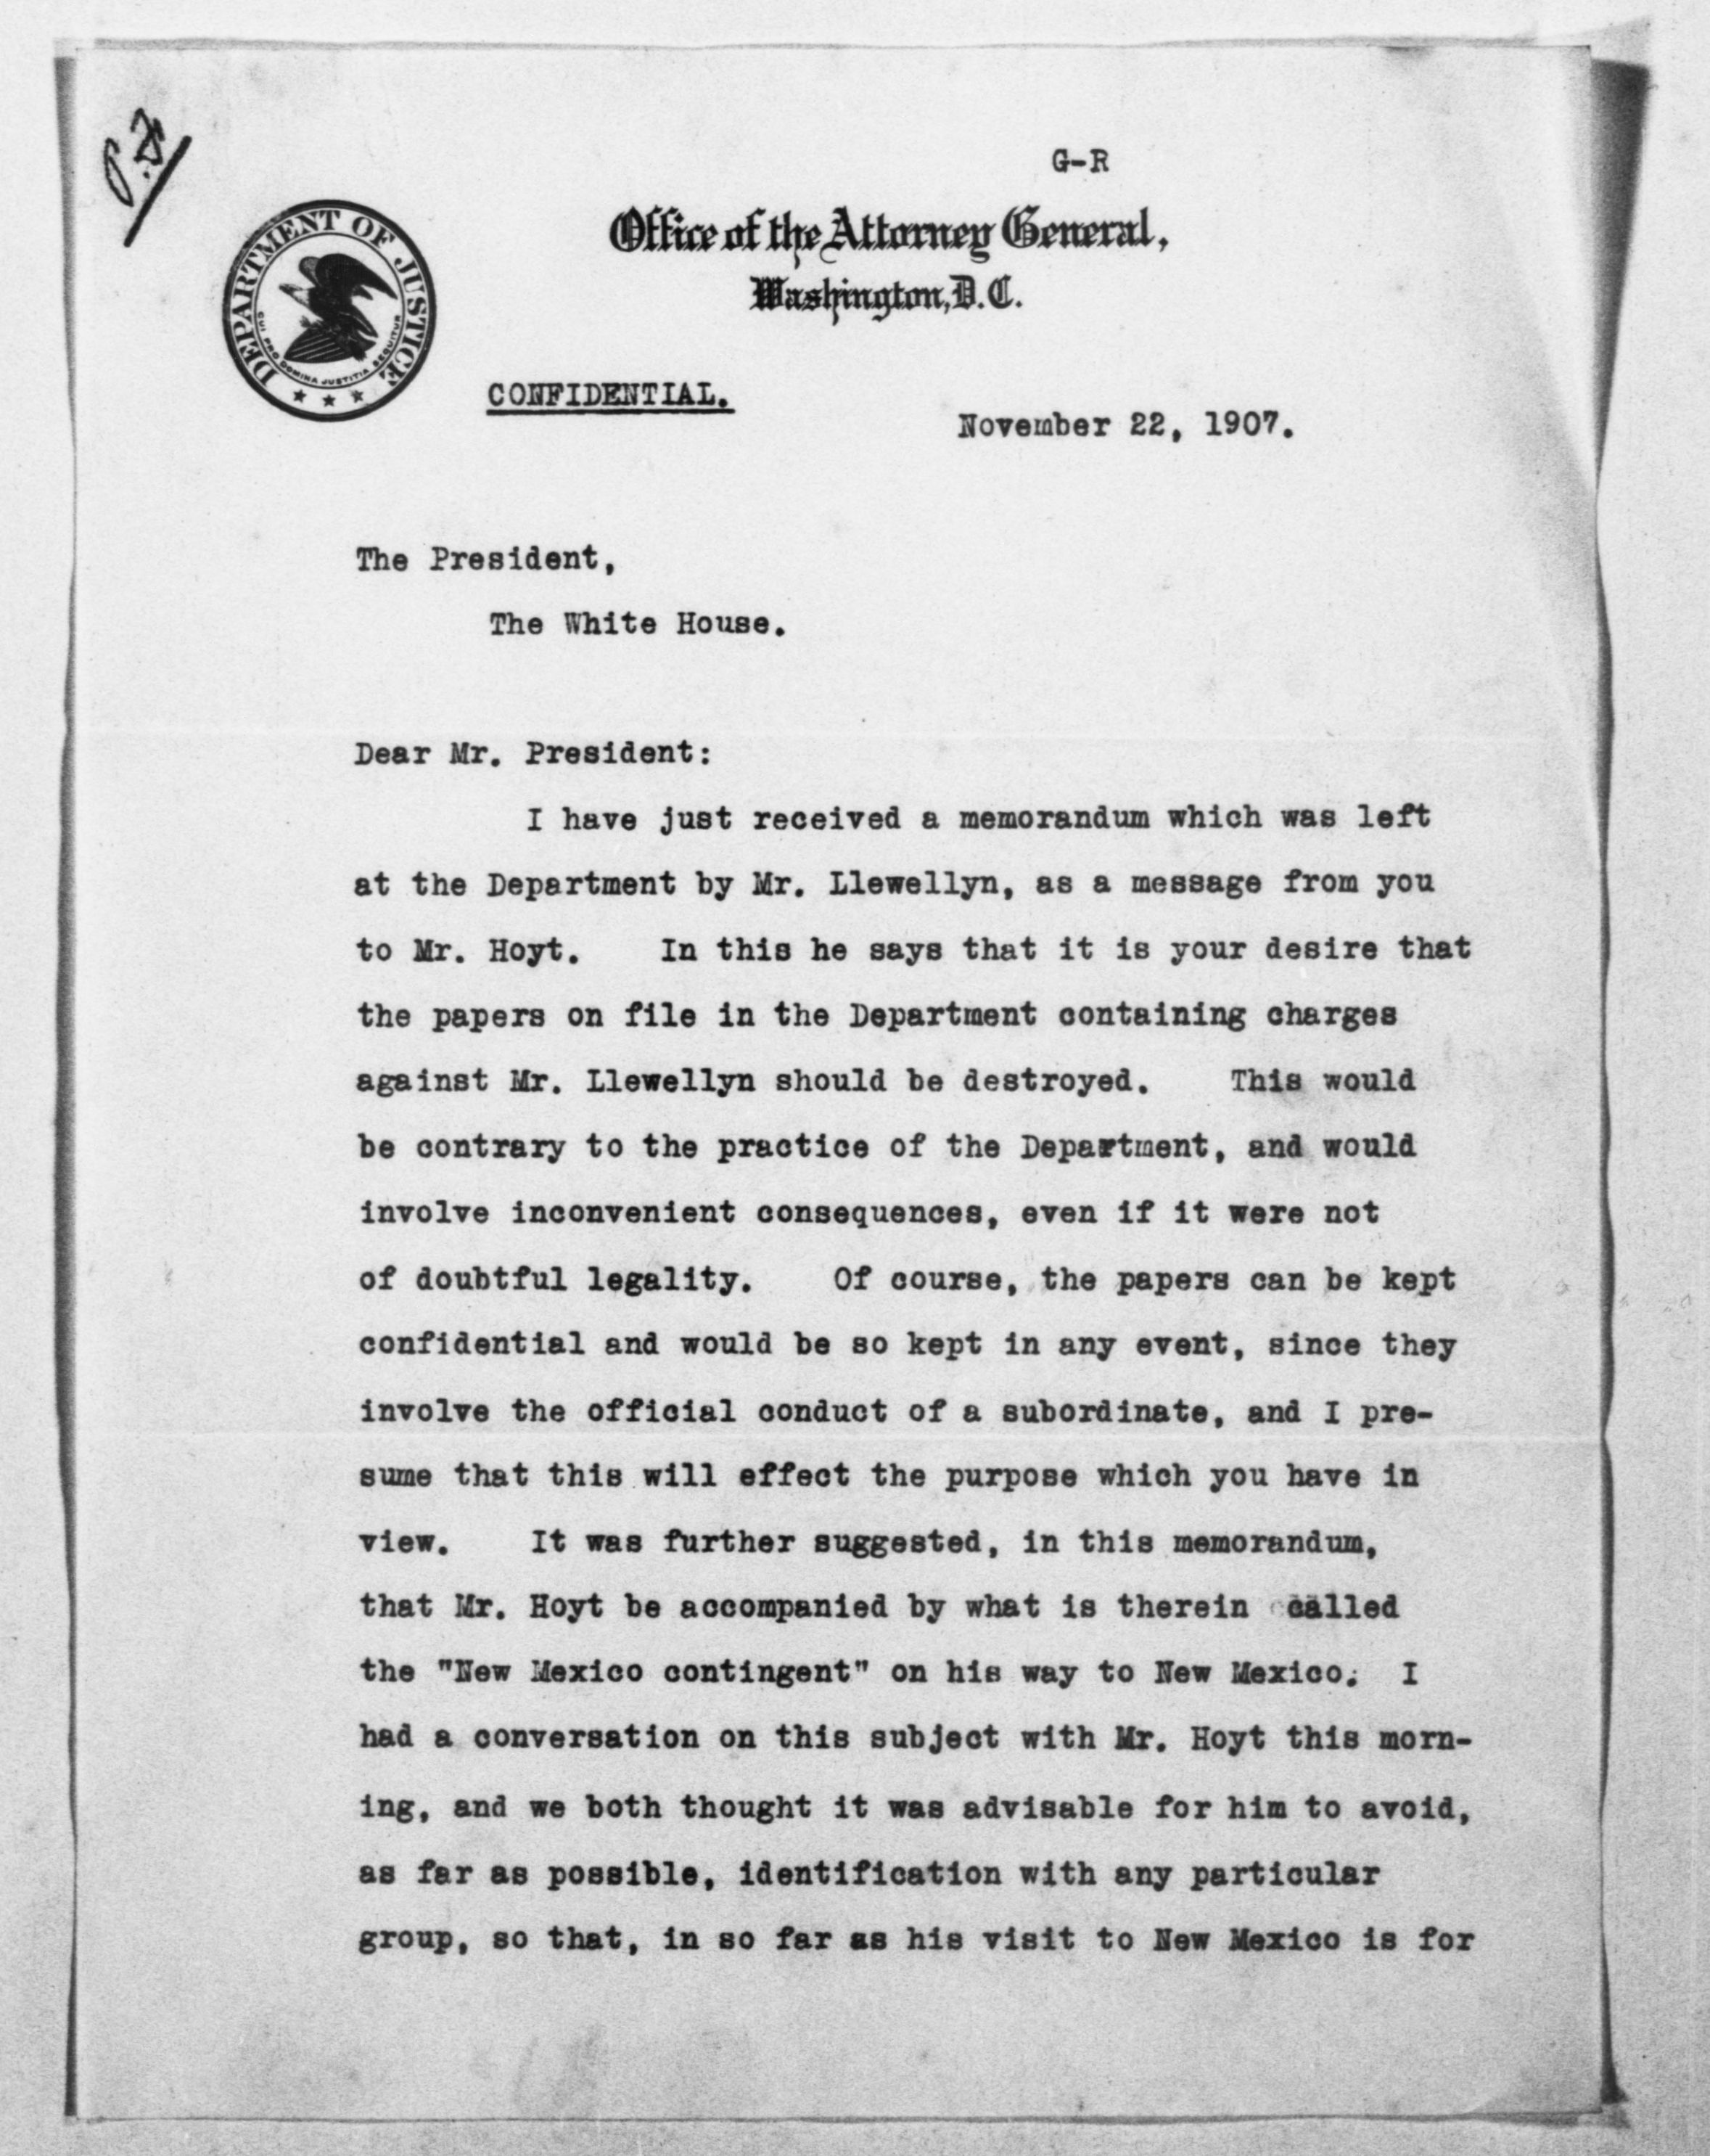 P.F.
G-R
Office of the Attorney General,
Washington, D.C.
DEPARTMENT OF JUSTICE
QUI PRO DOMINA JUSTITIA SEQUITUR
CONFIDENTIAL.
November 22, 1907.
The President,
The White House.
Dear Mr. President:
I have just received a memorandum which was left
at the Department by Mr. Llewellyn, as a message from you
to Mr. Hoyt. In this he says that it is your desire that
the papers on file in the Department containing charges
against Mr. Llewellyn should be destroyed. This would
be contrary to the practice of the Department, and would
involve inconvenient consequences, even if it were not
of doubtful legality. Of course, the papers can be kept
confidential and would be so kept in any event, since they
involve the official conduct of a subordinate, and I pre-
sume that this will effect the purpose which you have in
view. It was further suggested, in this memorandum,
that Mr. Hoyt be accompanied by what is therein called
the "New Mexico contingent" on his way to New Mexico. I
had a conversation on this subject with Mr. Hoyt this morn-
ing, and we both thought it was advisable for him to avoid,
as far as possible, identification with any particular
group, so that, in so far as his visit to New Mexico is for